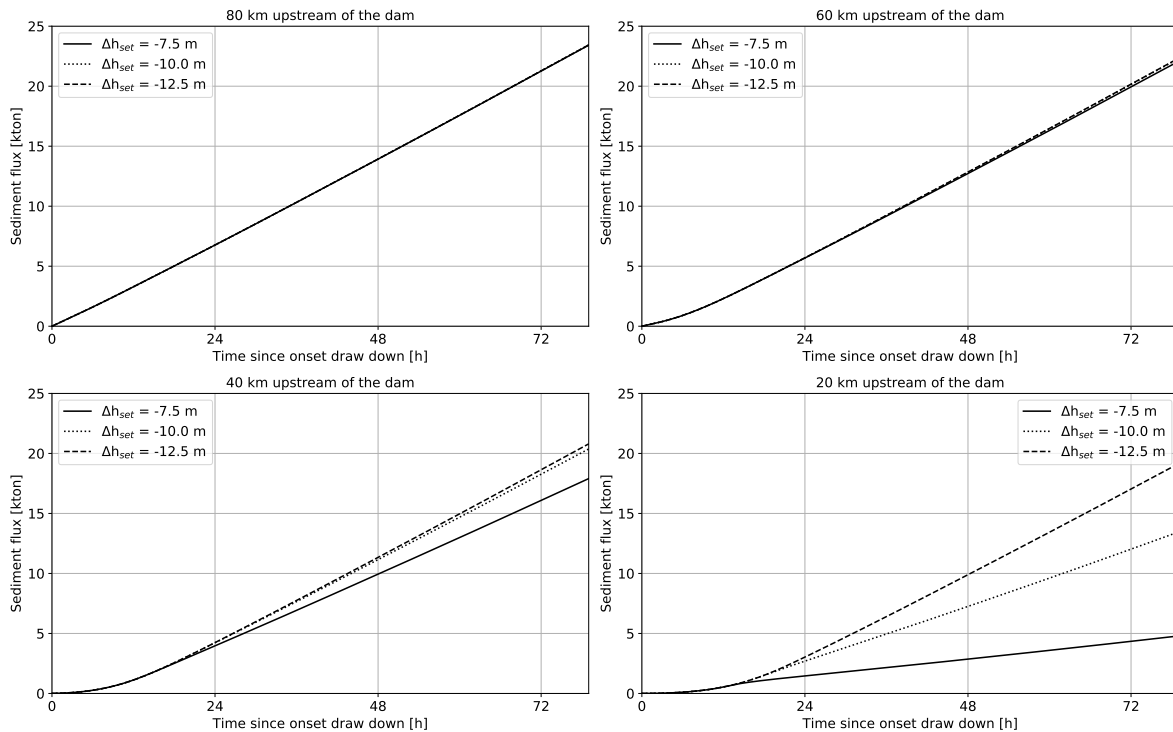 80 km upstream of the dam
25
20
15
10
5
0
Sediment flux [kton]
Δh_set = -7.5 m
Δh_set = -10.0 m
Δh_set = -12.5 m
0 24 48 72
Time since onset draw down [h]
60 km upstream of the dam
25
20
15
10
5
0
Sediment flux [kton]
Δh_set = -7.5 m
Δh_set = -10.0 m
Δh_set = -12.5 m
0 24 48 72
Time since onset draw down [h]
40 km upstream of the dam
25
20
15
10
5
0
Sediment flux [kton]
Δh_set = -7.5 m
Δh_set = -10.0 m
Δh_set = -12.5 m
0 24 48 72
Time since onset draw down [h]
20 km upstream of the dam
25
20
15
10
5
0
Sediment flux [kton]
Δh_set = -7.5 m
Δh_set = -10.0 m
Δh_set = -12.5 m
0 24 48 72
Time since onset draw down [h]